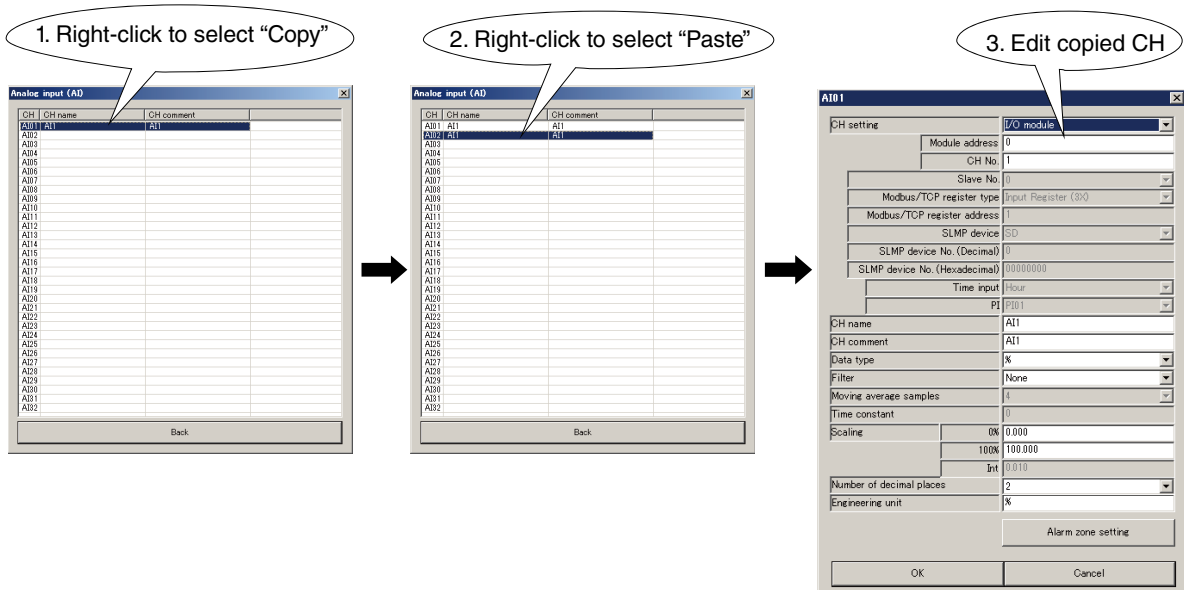 1. Right-click to select “Copy”
2. Right-click to select “Paste”
3. Edit copied CH
Analog input (AI)
CH CH name CH comment
AI01 AI1 AI1
AI02
AI03
AI04
AI05
AI06
AI07
AI08
AI09
AI10
AI11
AI12
AI13
AI14
AI15
AI16
AI17
AI18
AI19
AI20
AI21
AI22
AI23
AI24
AI25
AI26
AI27
AI28
AI29
AI30
AI31
AI32
Back
Analog input (AI)
CH CH name CH comment
AI01 AI1 AI1
AI02 AI1 AI1
AI03
AI04
AI05
AI06
AI07
AI08
AI09
AI10
AI11
AI12
AI13
AI14
AI15
AI16
AI17
AI18
AI19
AI20
AI21
AI22
AI23
AI24
AI25
AI26
AI27
AI28
AI29
AI30
AI31
AI32
Back
AI01
CH setting I/O module
Module address 0
CH No. 1
Slave No. 0
Modbus/TCP register type Input Register (3X)
Modbus/TCP register address 1
SLMP device SD
SLMP device No. (Decimal) 0
SLMP device No. (Hexadecimal) 00000000
Time input Hour
PI PI01
CH name AI1
CH comment AI1
Data type %
Filter None
Moving average samples 4
Time constant 0
Scaling 0% 0.000
100% 100.000
Int 0.010
Number of decimal places 2
Engineering unit %
Alarm zone setting
OK Cancel